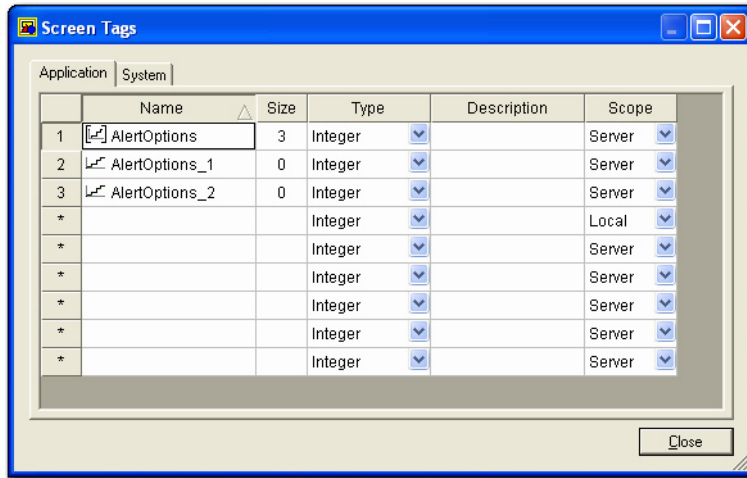 Screen Tags
Application System
Name Size Type Description Scope
1 AlertOptions 3 Integer Server
2 AlertOptions_1 0 Integer Server
3 AlertOptions_2 0 Integer Server
* Integer Local
* Integer Server
* Integer Server
* Integer Server
* Integer Server
* Integer Server
Close